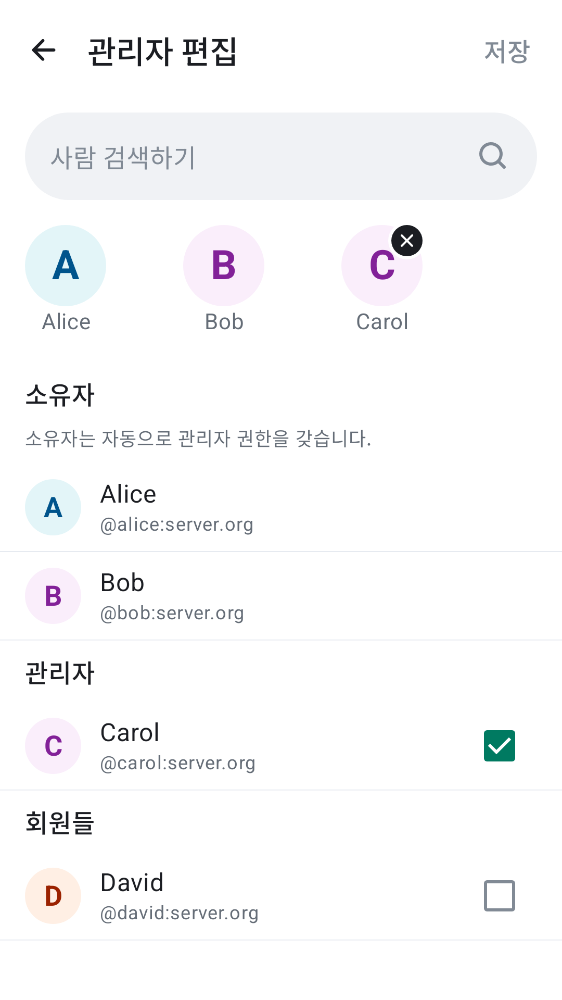 관리자 편집
저장
사람 검색하기
A
B
C
Alice
Bob
Carol
소유자
소유자는 자동으로 관리자 권한을 갖습니다.
A
Alice
@alice:server.org
B
Bob
@bob:server.org
관리자
C
Carol
@carol:server.org
회원들
D
David
@david:server.org